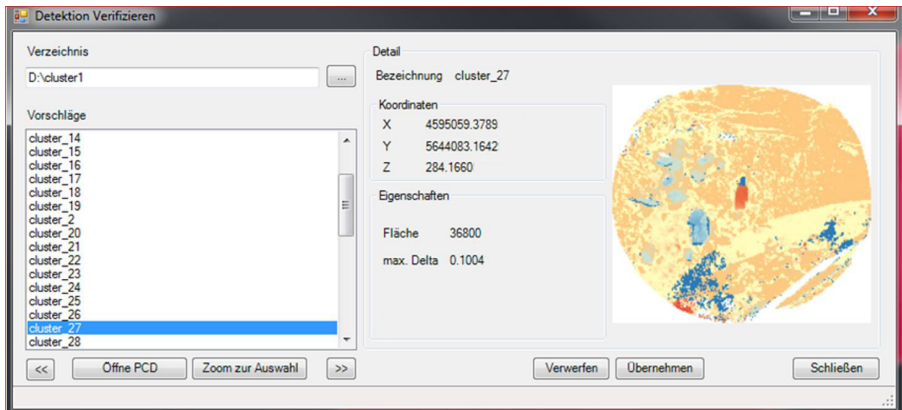 Detektion Verifizieren
Verzeichnis
D:\cluster1
...
Vorschläge
cluster_14
cluster_15
cluster_16
cluster_17
cluster_18
cluster_19
cluster_2
cluster_20
cluster_21
cluster_22
cluster_23
cluster_24
cluster_25
cluster_26
cluster_27
cluster_28
<<
Öffne PCD
Zoom zur Auswahl
>>
Detail
Bezeichnung cluster_27
Koordinaten
X 4595059.3789
Y 5644083.1642
Z 284.1660
Eigenschaften
Fläche 36800
max. Delta 0.1004
Verwerfen
Übernehmen
Schließen